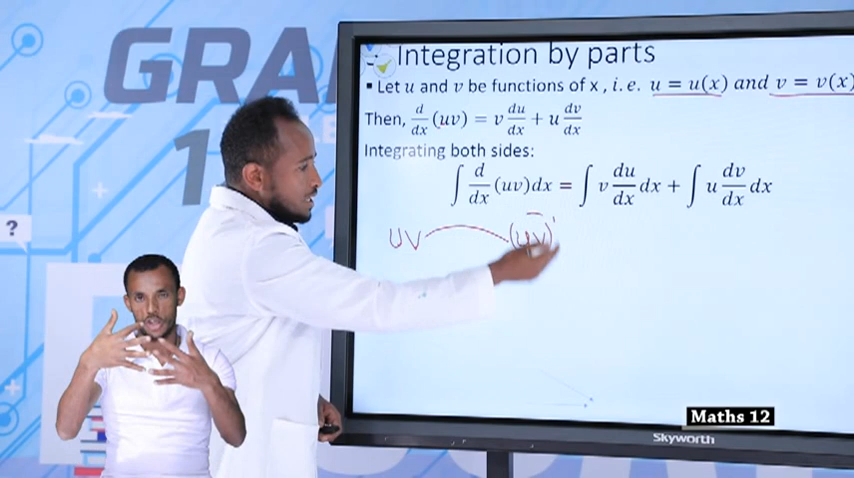 GRA
1
?
Integration by parts
▪ Let u and v be functions of x , i. e. u = u(x) and v = v(x)
Then, d/dx (uv) = v du/dx + u dv/dx
Integrating both sides:
∫ d/dx (uv)dx = ∫ v du/dx dx + ∫ u dv/dx dx
uv (uv)'
Maths 12
Skyworth